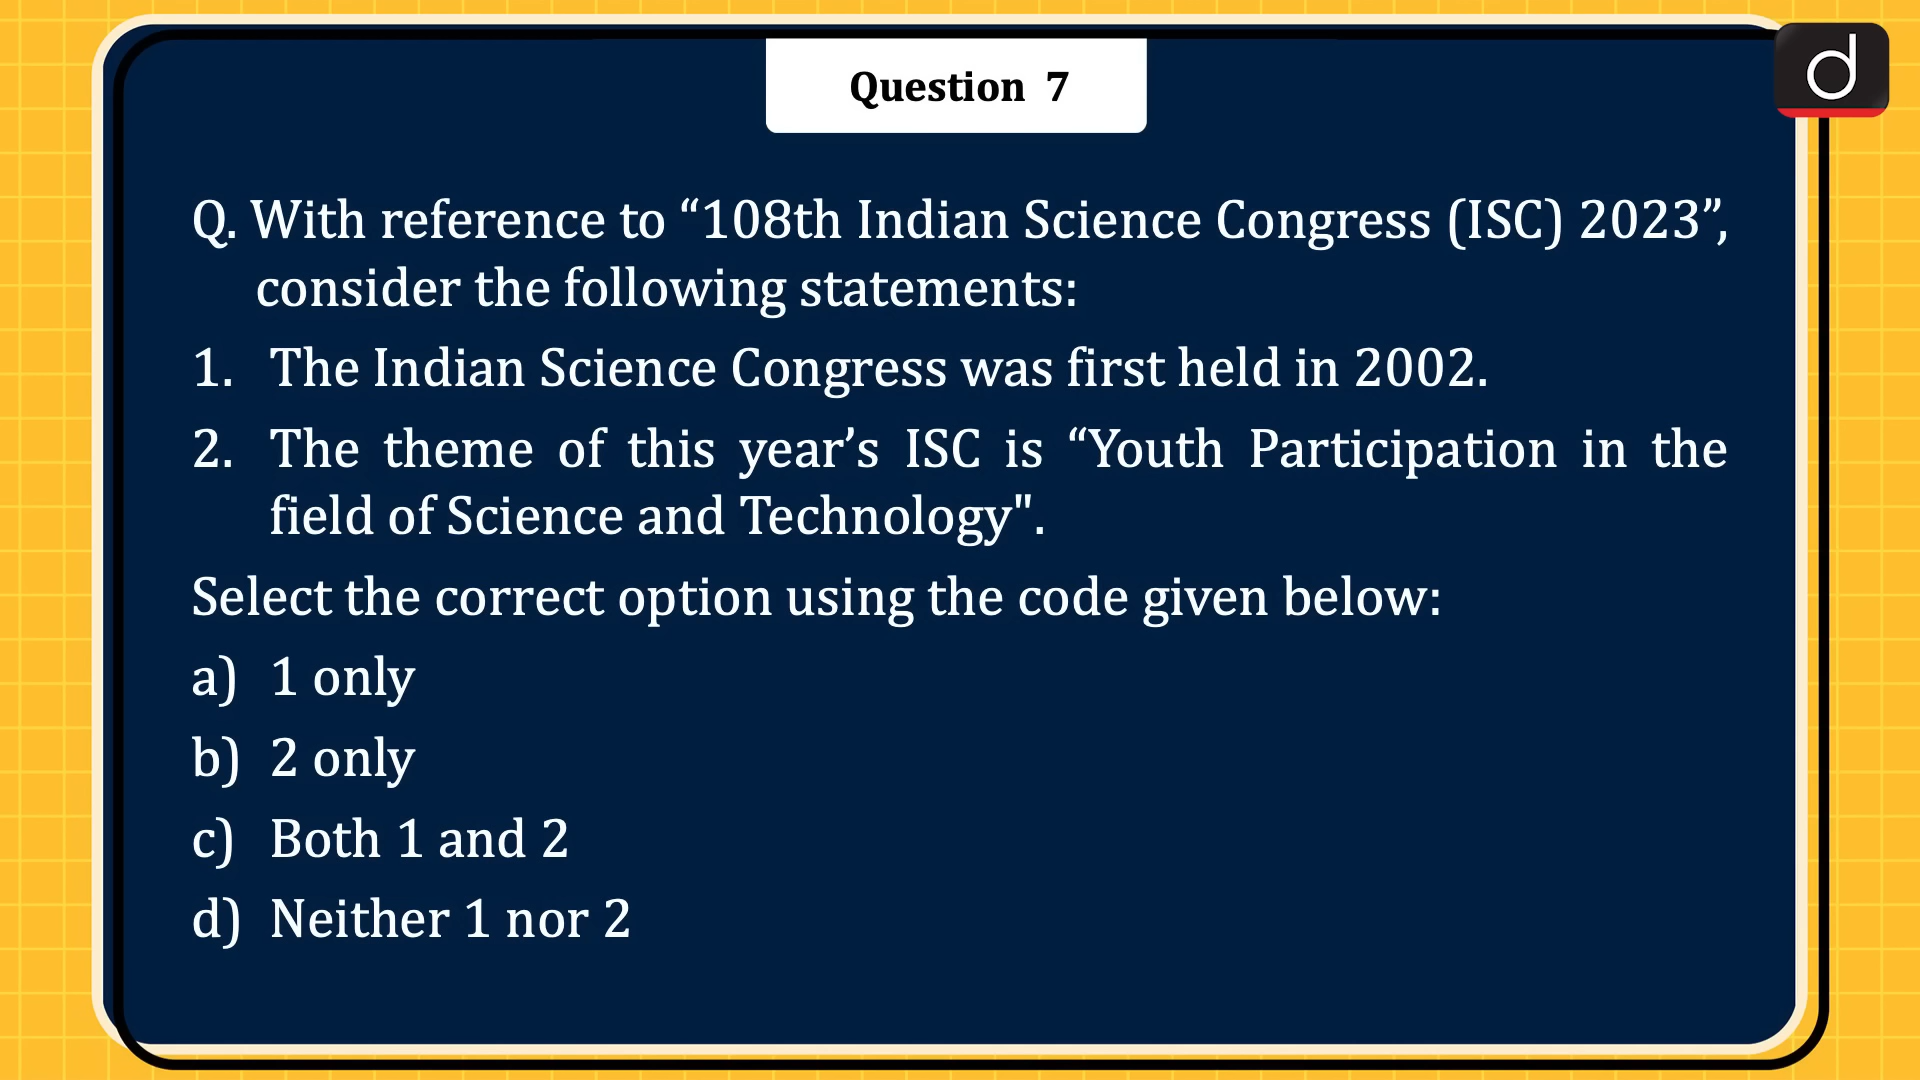 Question 7
d
Q. With reference to “108th Indian Science Congress (ISC) 2023”,
consider the following statements:
1. The Indian Science Congress was first held in 2002.
2. The theme of this year’s ISC is “Youth Participation in the
field of Science and Technology".
Select the correct option using the code given below:
a) 1 only
b) 2 only
c) Both 1 and 2
d) Neither 1 nor 2